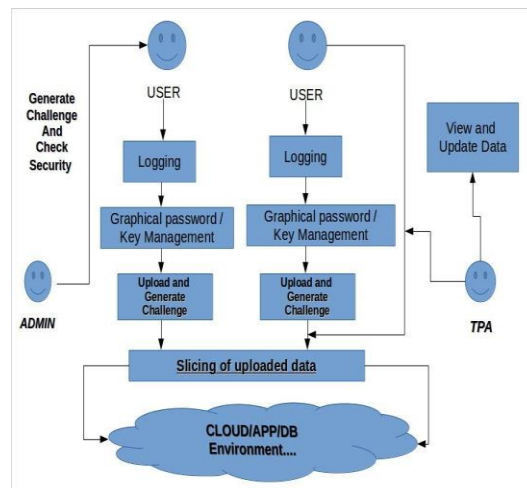 Generate
Challenge
And
Check
Security
USER
USER
Logging
Logging
View and
Update Data
Graphical password /
Key Management
Graphical password /
Key Management
Upload and
Generate
Challenge
Upload and
Generate
Challenge
ADMIN
TPA
Slicing of uploaded data
CLOUD/APP/DB
Environment....